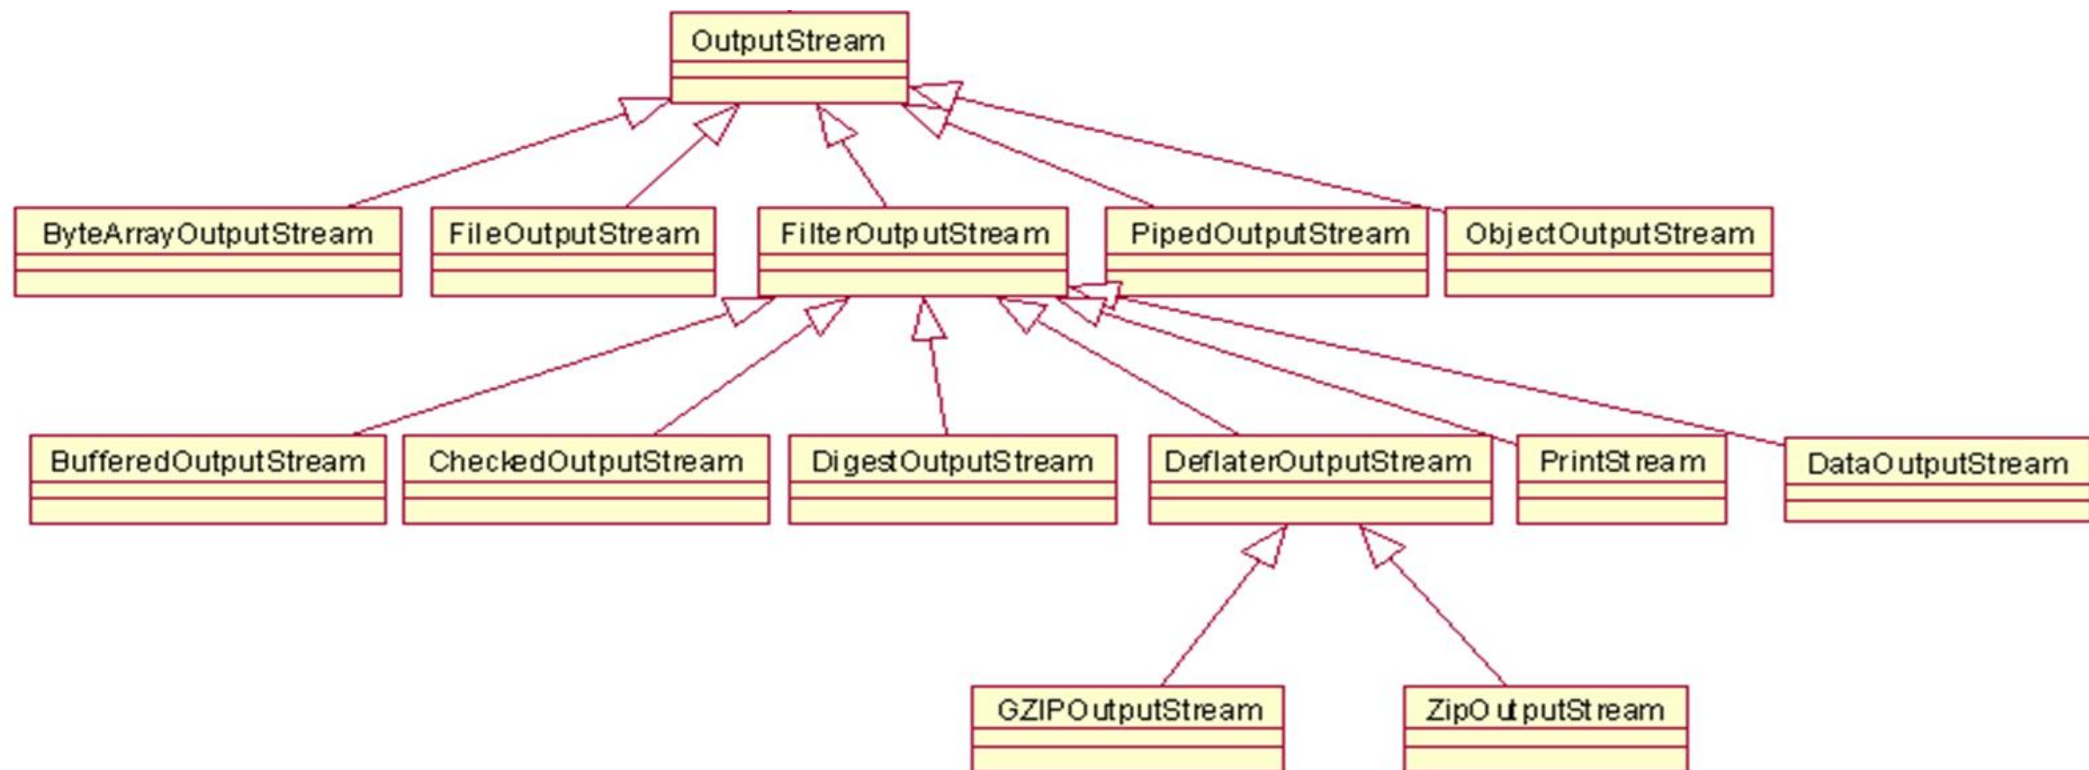 OutputStream
ByteArrayOutputStream
FileOutputStream
FilterOutputStream
PipedOutputStream
ObjectOutputStream
BufferedOutputStream
CheckedOutputStream
DigestOutputStream
DeflaterOutputStream
PrintStream
DataOutputStream
GZIPOutputStream
ZipOutputStream